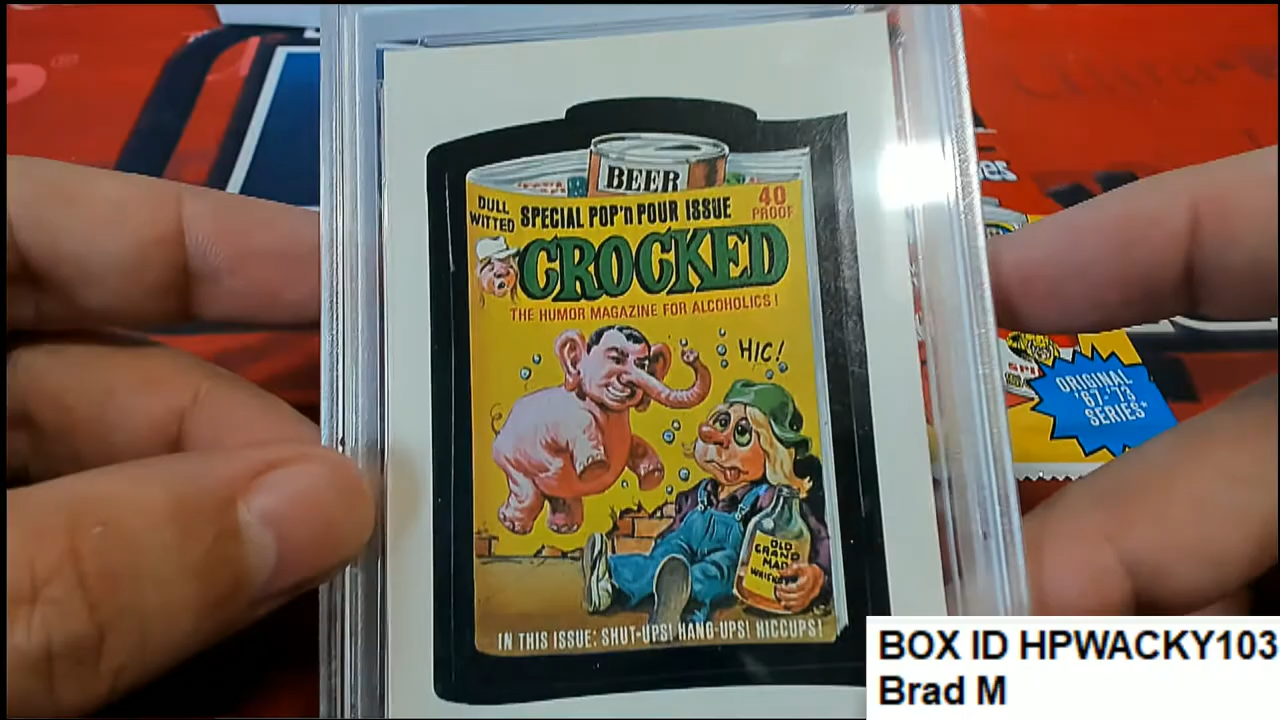 BEER
DULL WITTED
SPECIAL POP'n POUR ISSUE
40 PROOF
CROCKED
THE HUMOR MAGAZINE FOR ALCOHOLICS!
HIC!
OLD
GRAND
MAD
WHISKEY
IN THIS ISSUE: SHUT-UPS! HANG-UPS! HICCUPS!
ORIGINAL
'67-'73
SERIES*
BOX ID HPWACKY103
Brad M